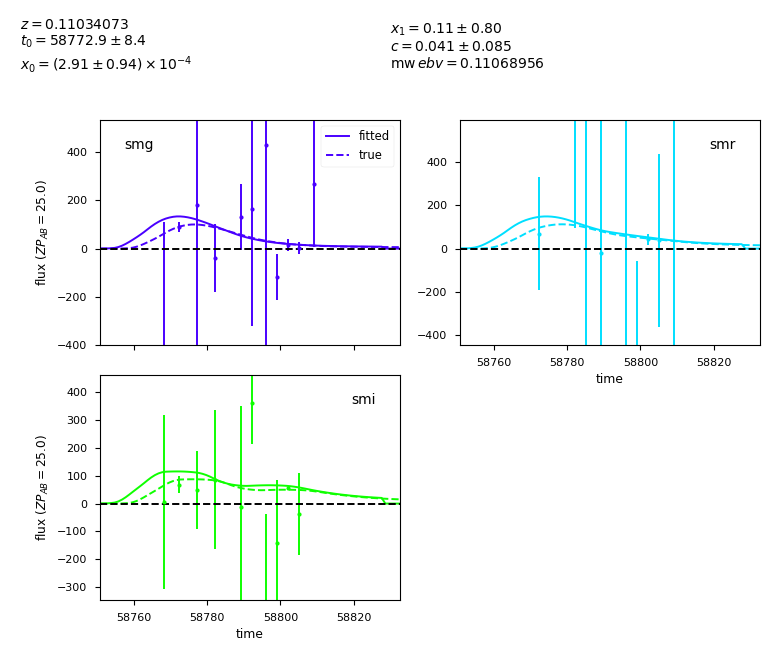 z = 0.11034073
t₀ = 58772.9 ± 8.4
x₀ = (2.91 ± 0.94) × 10⁻⁴
x₁ = 0.11 ± 0.80
c = 0.041 ± 0.085
mw ebv = 0.11068956
smg
fitted
true
400
200
0
−200
−400
flux (ZP_AB = 25.0)
smr
400
200
0
−200
−400
58760 58780 58800 58820
time
smi
400
300
200
100
0
−100
−200
−300
flux (ZP_AB = 25.0)
58760 58780 58800 58820
time